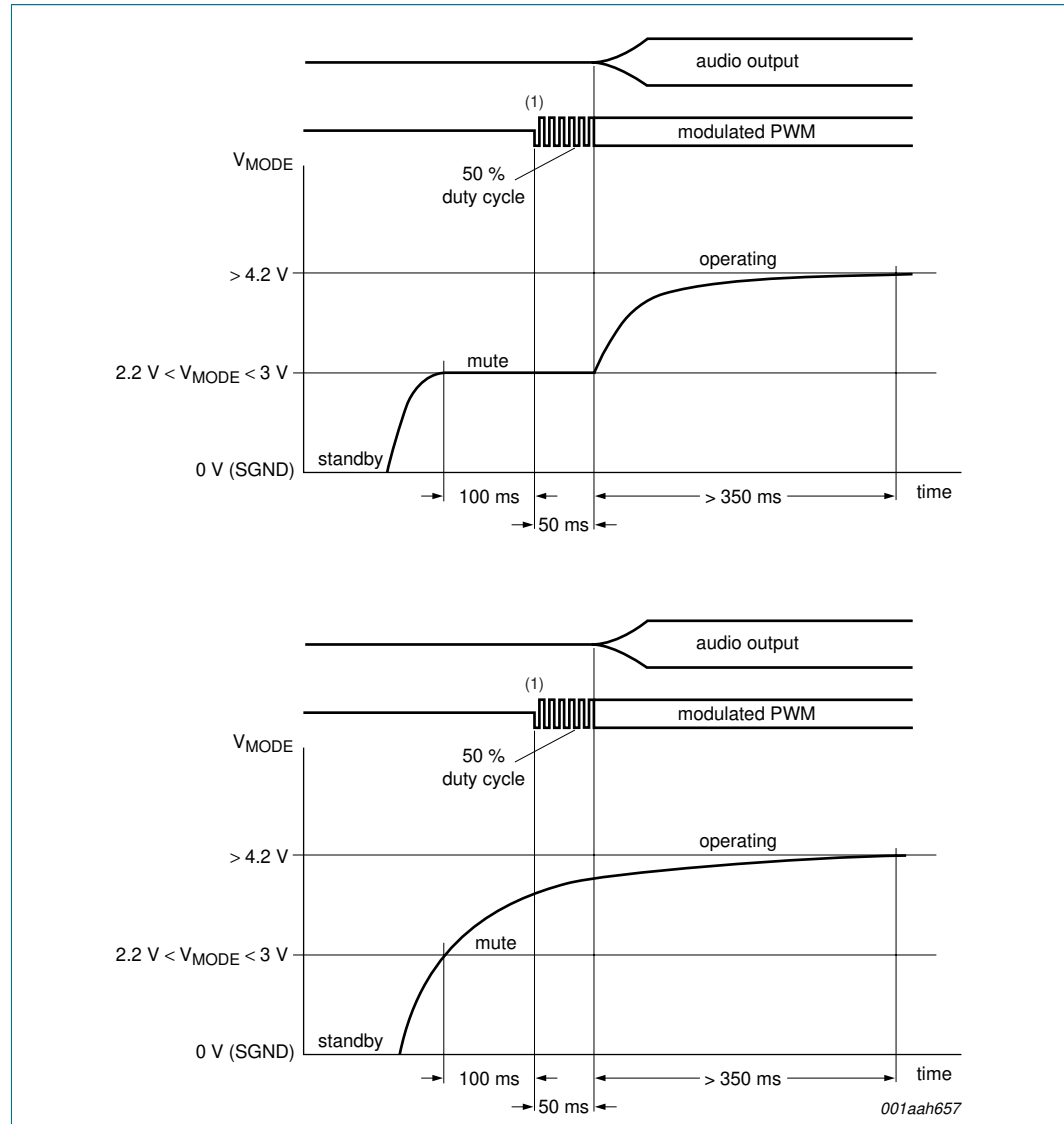 audio output
(1)
modulated PWM
VMODE
50 %
duty cycle
operating
> 4.2 V
mute
2.2 V < VMODE < 3 V
standby
0 V (SGND)
time
100 ms
> 350 ms
50 ms
audio output
(1)
modulated PWM
VMODE
50 %
duty cycle
operating
> 4.2 V
mute
2.2 V < VMODE < 3 V
standby
0 V (SGND)
time
100 ms
> 350 ms
50 ms
001aah657